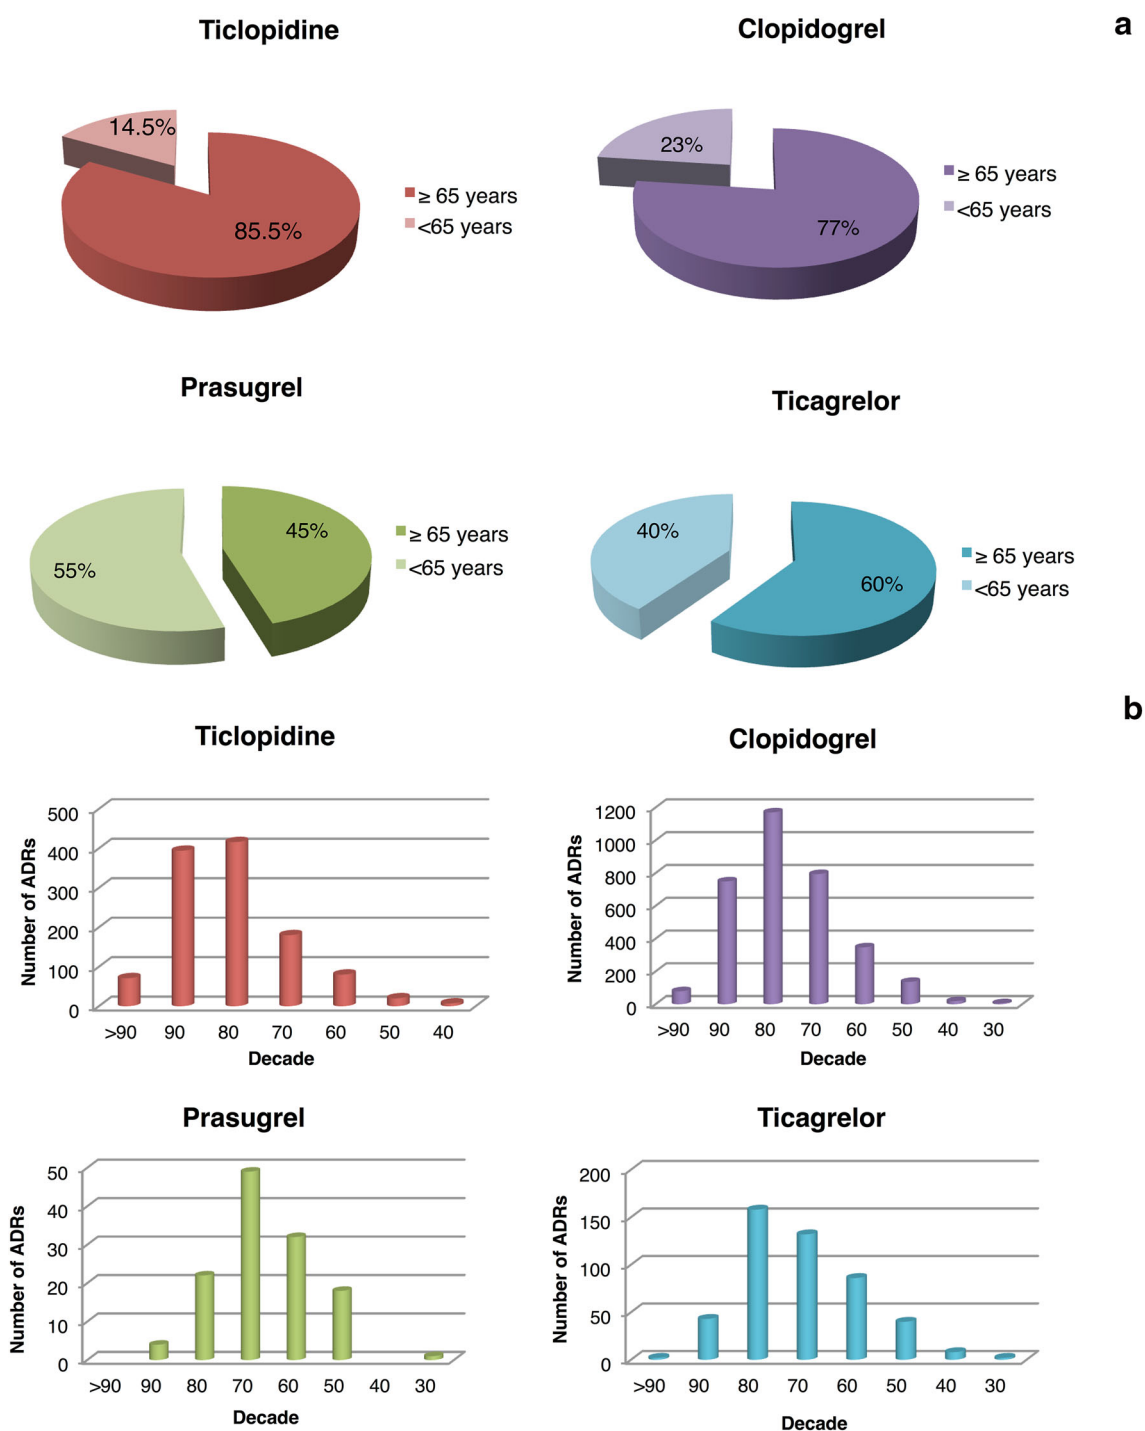 Ticlopidine
Clopidogrel
a
14.5%
85.5%
≥ 65 years
<65 years
23%
77%
≥ 65 years
<65 years
Prasugrel
Ticagrelor
55%
45%
≥ 65 years
<65 years
40%
60%
≥ 65 years
<65 years
b
Ticlopidine
Clopidogrel
Number of ADRs
500
400
300
200
100
0
>90 90 80 70 60 50 40
Decade
Number of ADRs
1200
1000
800
600
400
200
0
>90 90 80 70 60 50 40 30
Decade
Prasugrel
Ticagrelor
Number of ADRs
50
40
30
20
10
0
>90 90 80 70 60 50 40 30
Decade
Number of ADRs
200
150
100
50
0
>90 90 80 70 60 50 40 30
Decade